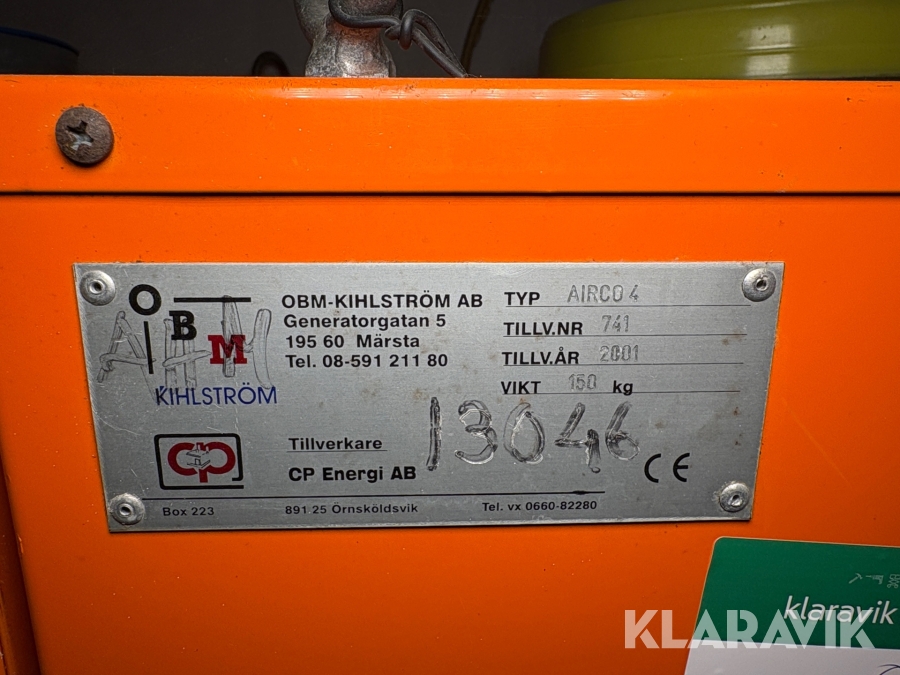 O
B
M
KIHLSTRÖM
OBM-KIHLSTRÖM AB
Generatorgatan 5
195 60 Märsta
Tel. 08-591 211 80
TYP AIRCO 4
TILLV.NR 741
TILLV.ÅR 2001
VIKT 150 kg
13046
cp
Tillverkare
CP Energi AB
CE
Box 223 891 25 Örnsköldsvik Tel. vx 0660-82280
klaravik
KLARAVIK